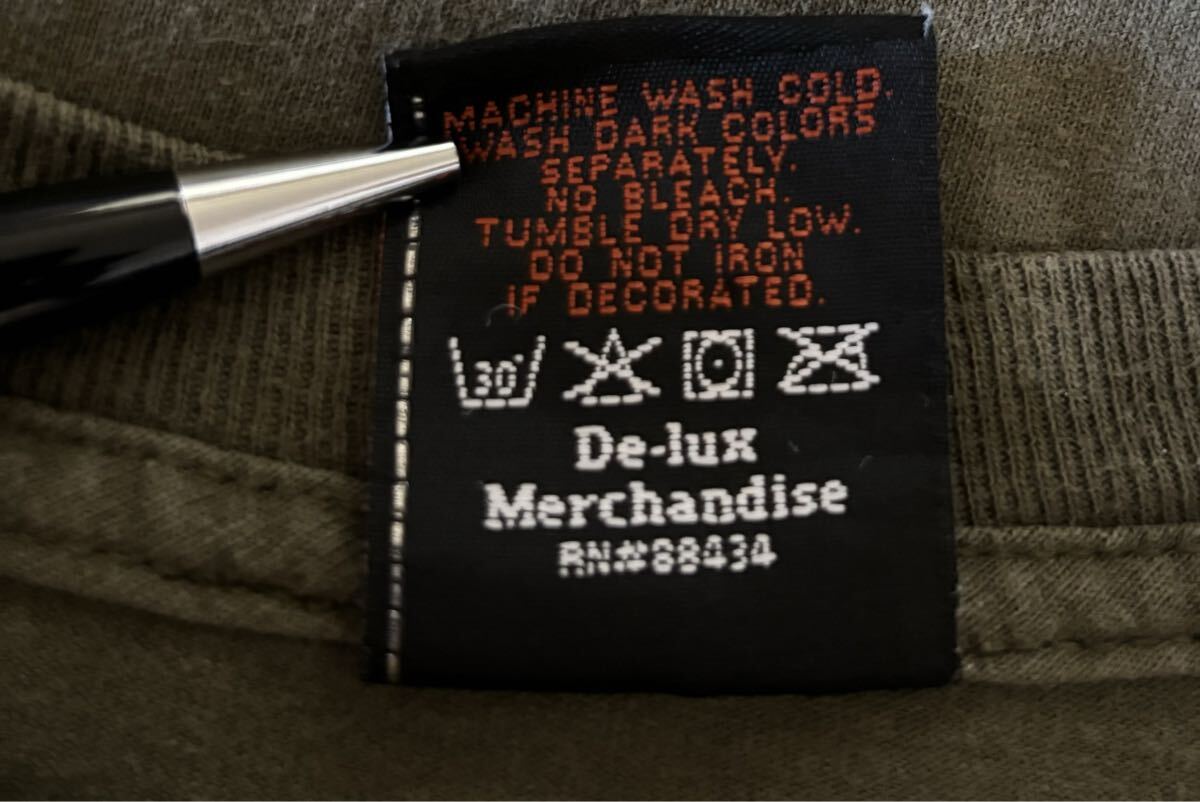 MACHINE WASH COLD.
WASH DARK COLORS
SEPARATELY.
NO BLEACH.
TUMBLE DRY LOW.
DO NOT IRON
IF DECORATED.
30°
De-lux
Merchandise
RN#88434